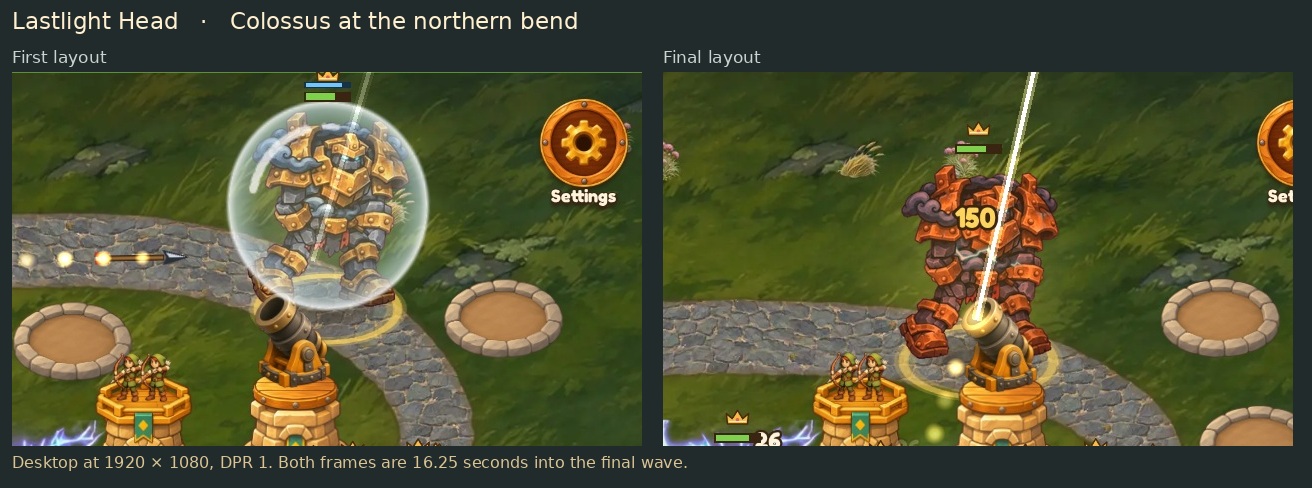 Lastlight Head · Colossus at the northern bend
First layout
Final layout
Settings
150
Set
26
Desktop at 1920 × 1080, DPR 1. Both frames are 16.25 seconds into the final wave.